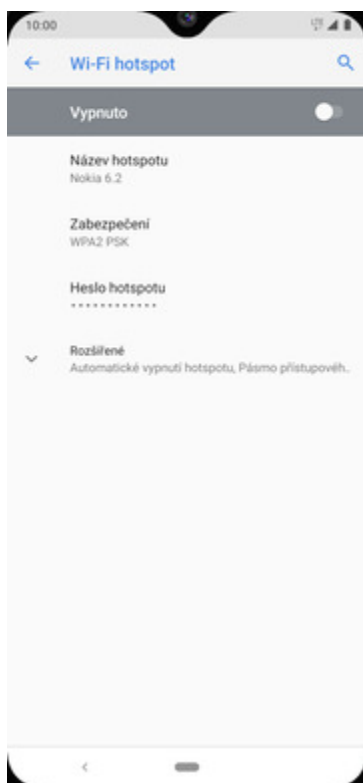 10:00
Wi-Fi hotspot
Vypnuto
Název hotspotu
Nokia 6.2
Zabezpečení
WPA2 PSK
Heslo hotspotu
••••••••••••
Rozšířené
Automatické vypnutí hotspotu, Pásmo přístupovéh..